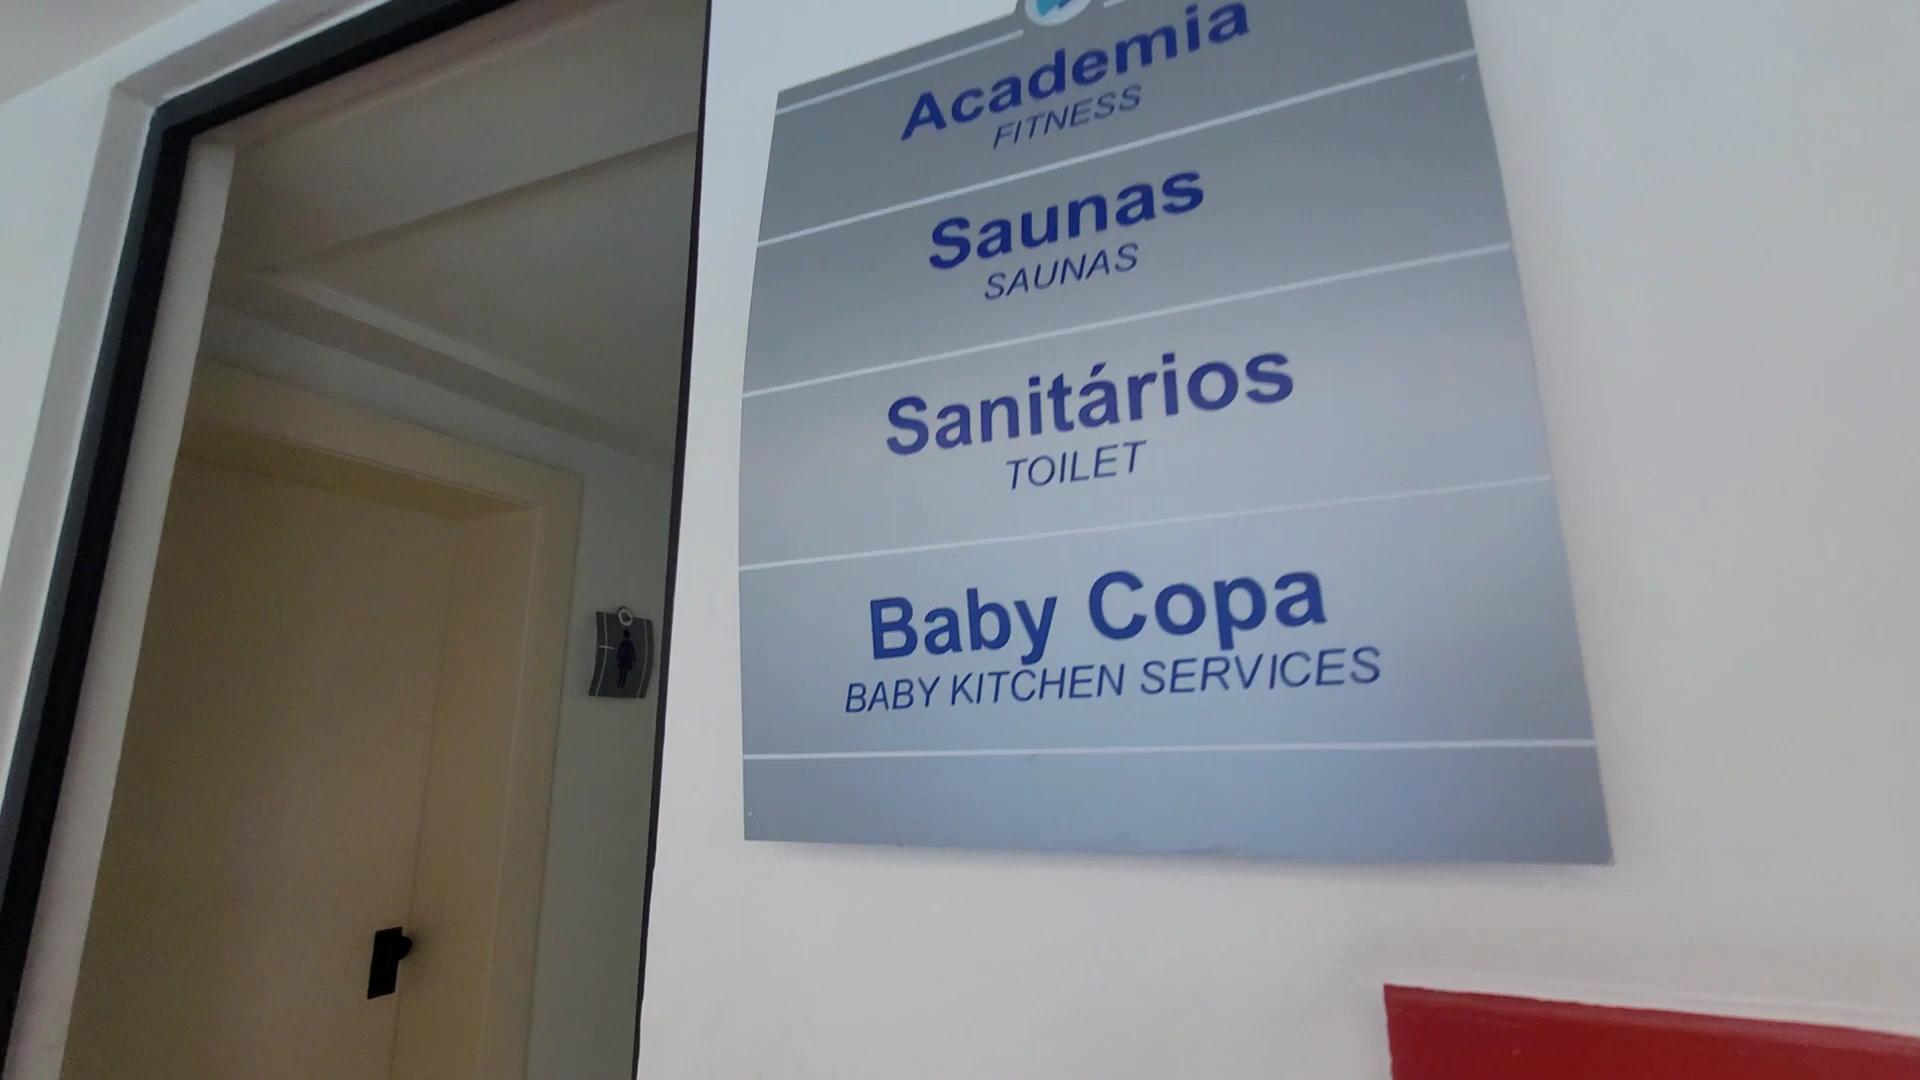 Academia
FITNESS
Saunas
SAUNAS
Sanitários
TOILET
Baby Copa
BABY KITCHEN SERVICES